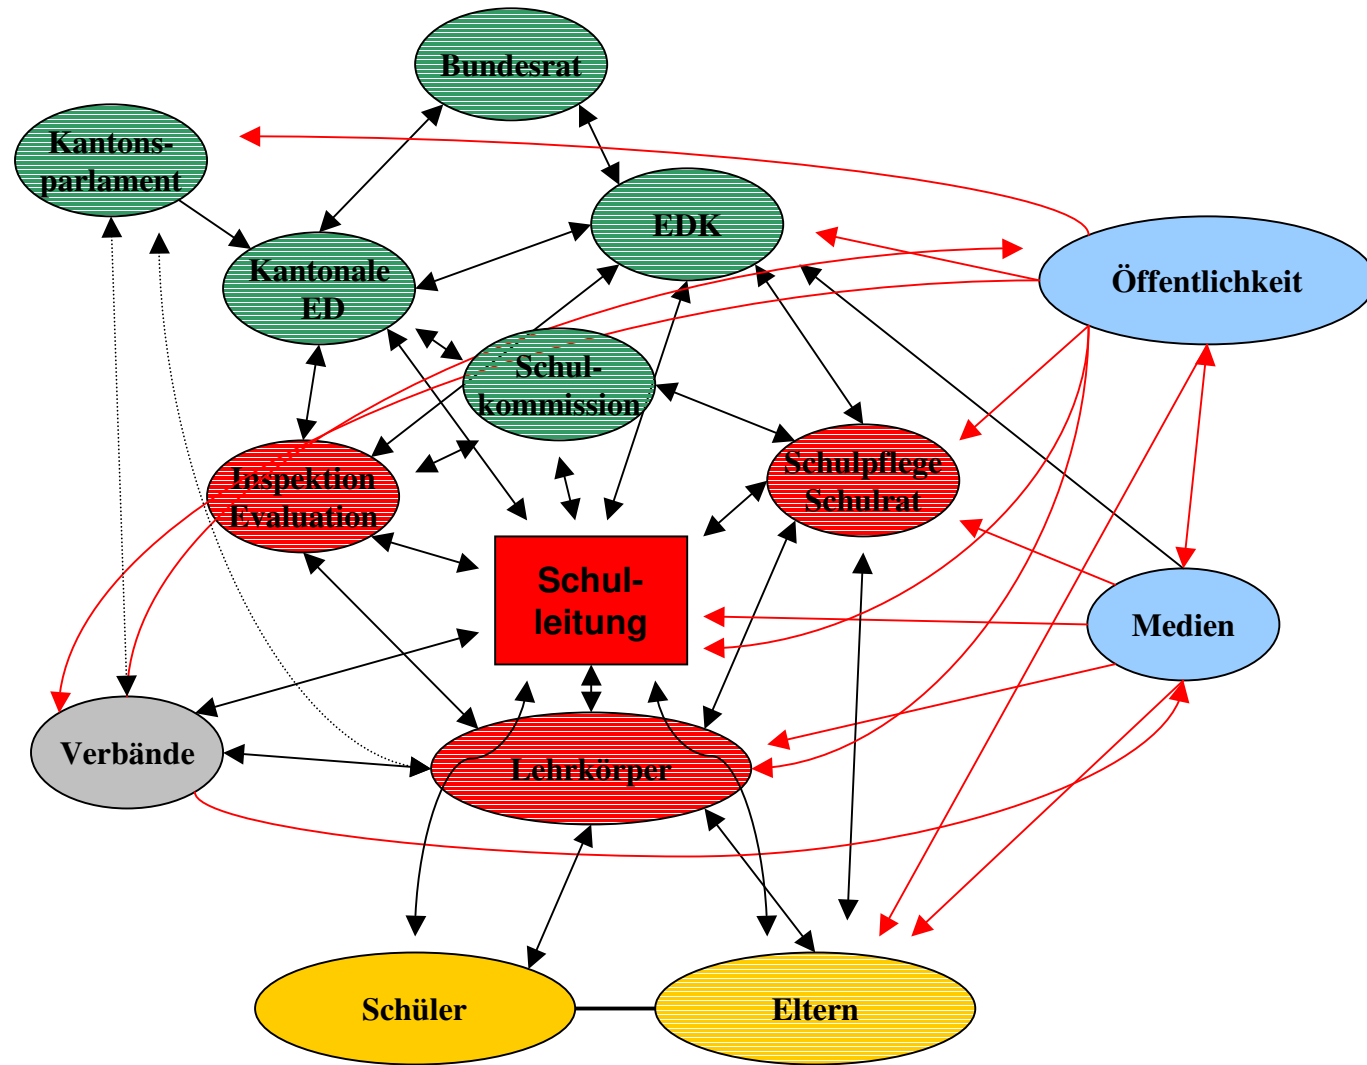 Bundesrat
Kantons-
parlament
EDK
Kantonale
ED
Öffentlichkeit
Schul-
kommission
Inspektion
Evaluation
Schulpflege
Schulrat
Schul-
leitung
Medien
Verbände
Lehrkörper
Schüler
Eltern